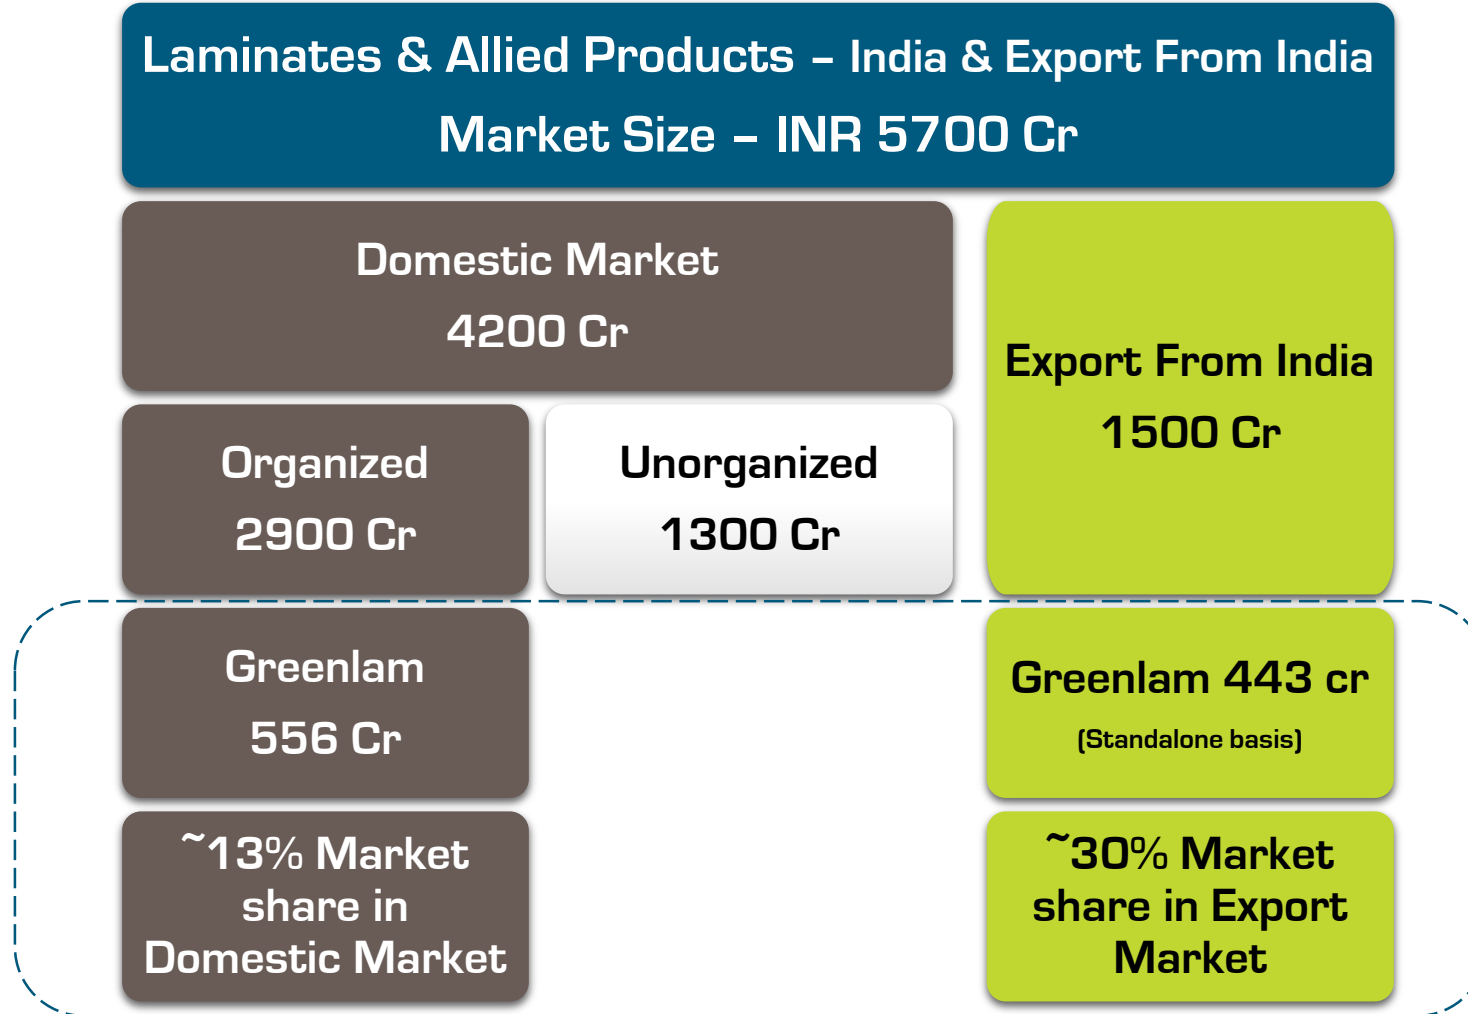 Laminates & Allied Products – India & Export From India
Market Size – INR 5700 Cr
Domestic Market
4200 Cr
Export From India
1500 Cr
Organized
2900 Cr
Unorganized
1300 Cr
Greenlam
556 Cr
Greenlam 443 cr
(Standalone basis)
~13% Market
share in
Domestic Market
~30% Market
share in Export
Market